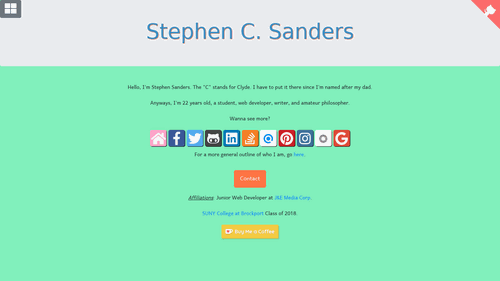 Stephen C. Sanders
Hello, I'm Stephen Sanders. The "C" stands for Clyde. I have to put it there since I'm named after my dad.
Anyways, I'm 22 years old, a student, web developer, writer, and amateur philosopher.
Wanna see more?
For a more general outline of who I am, go here.
Contact
Affiliations: Junior Web Developer at J&E Media Corp.
SUNY College at Brockport Class of 2018.
Buy Me a Coffee